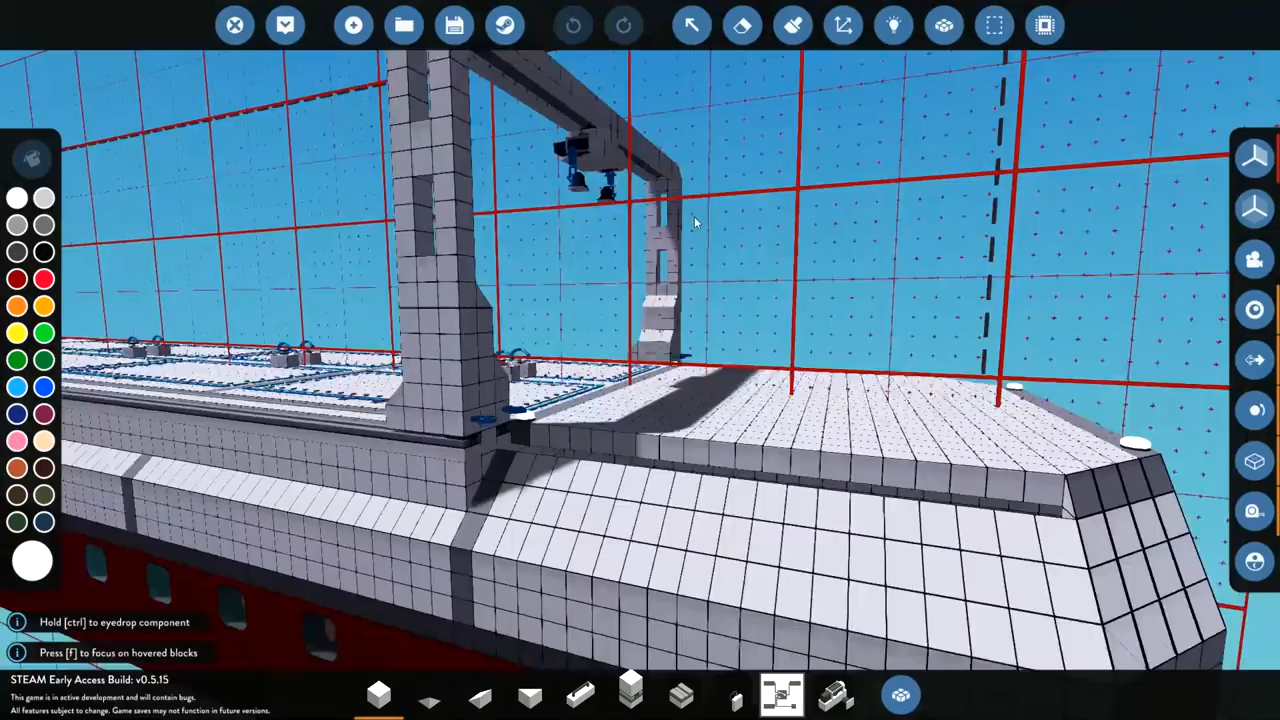 Hold [ctrl] to eyedrop component
Press [f] to focus on hovered blocks
STEAM Early Access Build: v0.5.15
This game is in active development and will contain bugs.
All features subject to change. Game saves may not function in future versions.